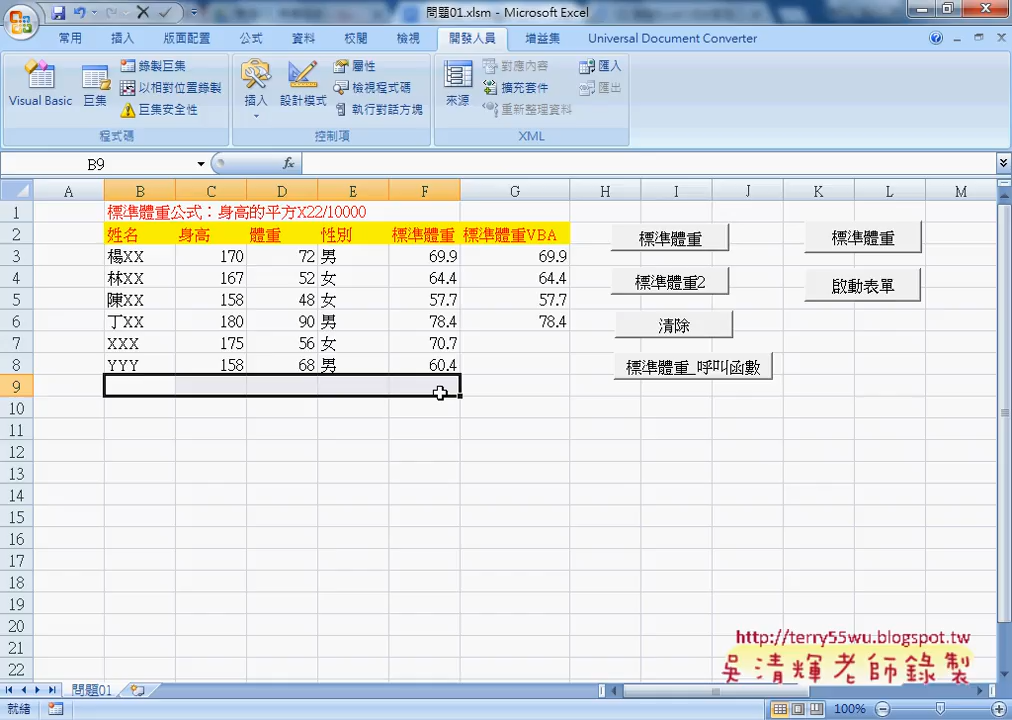 問題01.xlsm - Microsoft Excel
常用 插入 版面配置 公式 資料 校閱 檢視 開發人員 增益集 Universal Document Converter
Visual Basic 巨集 錄製巨集 以相對位置錄製 巨集安全性
插入 設計模式 屬性 檢視程式碼 執行對話方塊
來源 對應內容 擴充套件 重新整理資料 匯入 匯出
程式碼 控制項 XML
B9 fx
A B C D E F G H I J K L M
1 標準體重公式：身高的平方X22/10000
2 姓名 身高 體重 性別 標準體重 標準體重VBA
3 楊XX 170 72 男 69.9 69.9
4 林XX 167 52 女 64.4 64.4
5 陳XX 158 48 女 57.7 57.7
6 丁XX 180 90 男 78.4 78.4
7 XXX 175 56 女 70.7
8 YYY 158 68 男 60.4
9
10
11
12
13
14
15
16
17
18
19
20
21
22
標準體重 標準體重
標準體重2 啟動表單
清除
標準體重_呼叫函數
http://terry55wu.blogspot.tw
吳清輝老師錄製
問題01
就緒 100%